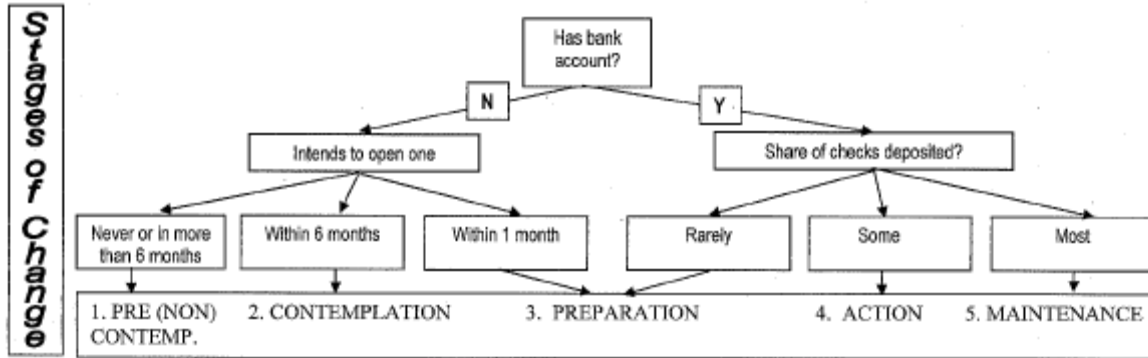 Stages of Change
Has bank
account?
N
Y
Intends to open one
Share of checks deposited?
Never or in more
than 6 months
Within 6 months
Within 1 month
Rarely
Some
Most
1. PRE (NON)
CONTEMP.
2. CONTEMPLATION
3. PREPARATION
4. ACTION
5. MAINTENANCE